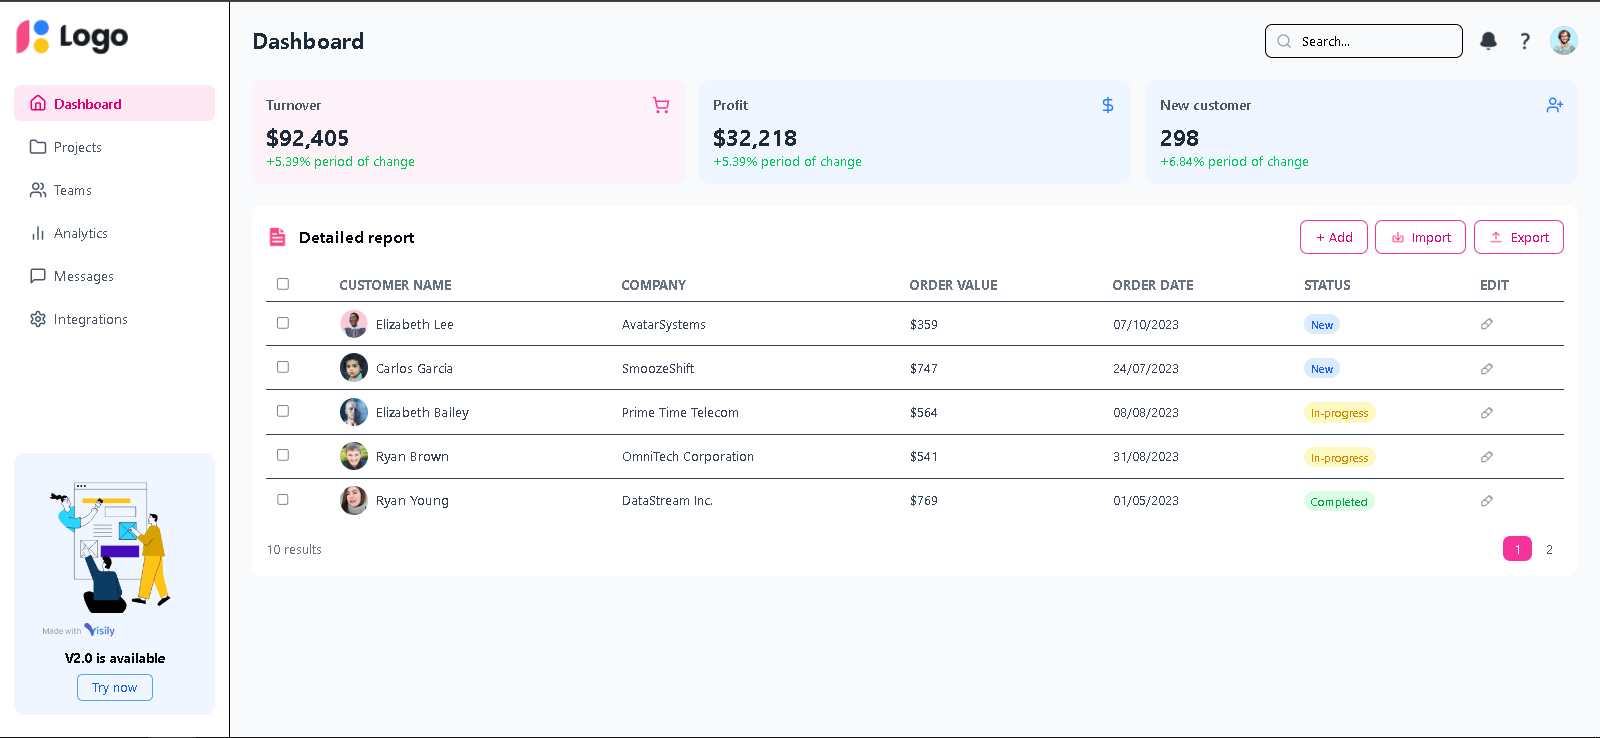 Logo
Dashboard
Projects
Teams
Analytics
Messages
Integrations
Made with Visily
V2.0 is available
Try now
Dashboard
Search...
?
Turnover
$92,405
+5.39% period of change
Profit
$
$32,218
+5.39% period of change
New customer
298
+6.84% period of change
Detailed report
+ Add
Import
Export
CUSTOMER NAME COMPANY ORDER VALUE ORDER DATE STATUS EDIT
Elizabeth Lee AvatarSystems $359 07/10/2023 New
Carlos Garcia SmoozeShift $747 24/07/2023 New
Elizabeth Bailey Prime Time Telecom $564 08/08/2023 In-progress
Ryan Brown OmniTech Corporation $541 31/08/2023 In-progress
Ryan Young DataStream Inc. $769 01/05/2023 Completed
10 results
1 2